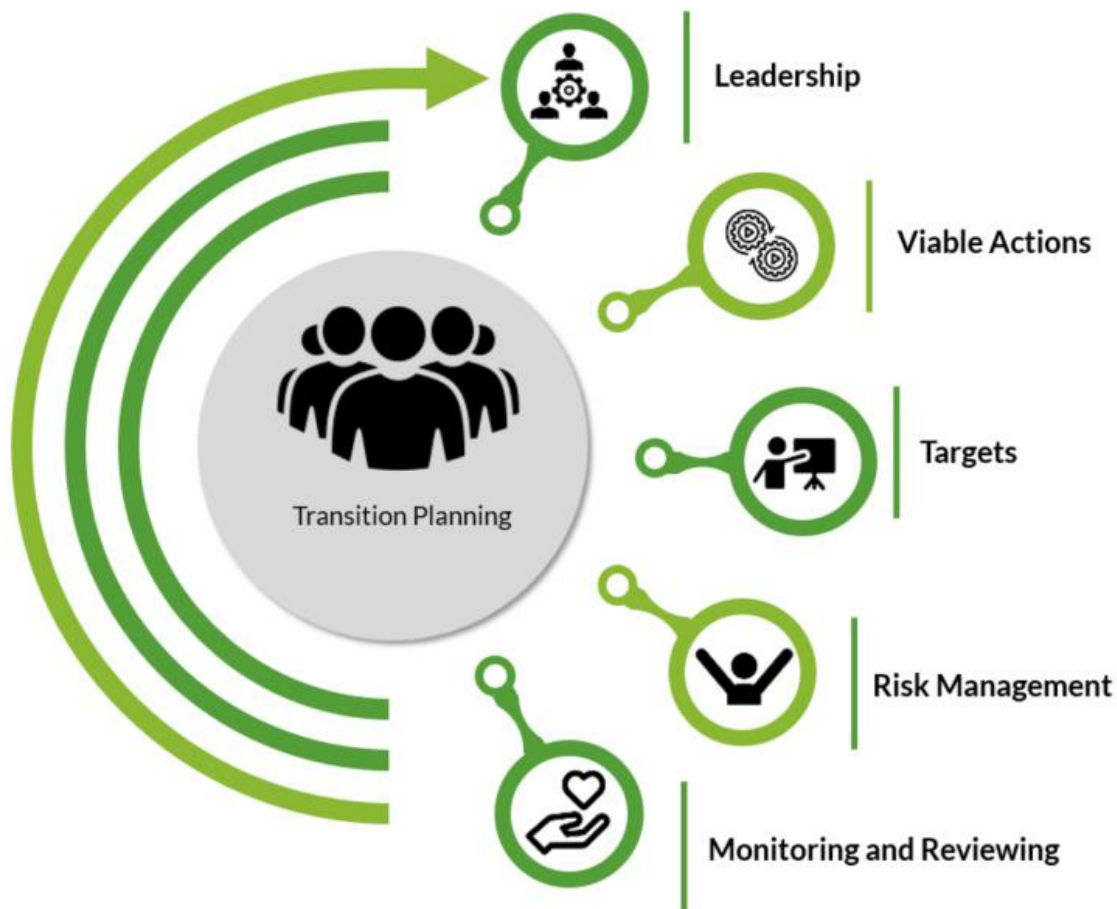 Leadership
Viable Actions
Targets
Transition Planning
Risk Management
Monitoring and Reviewing